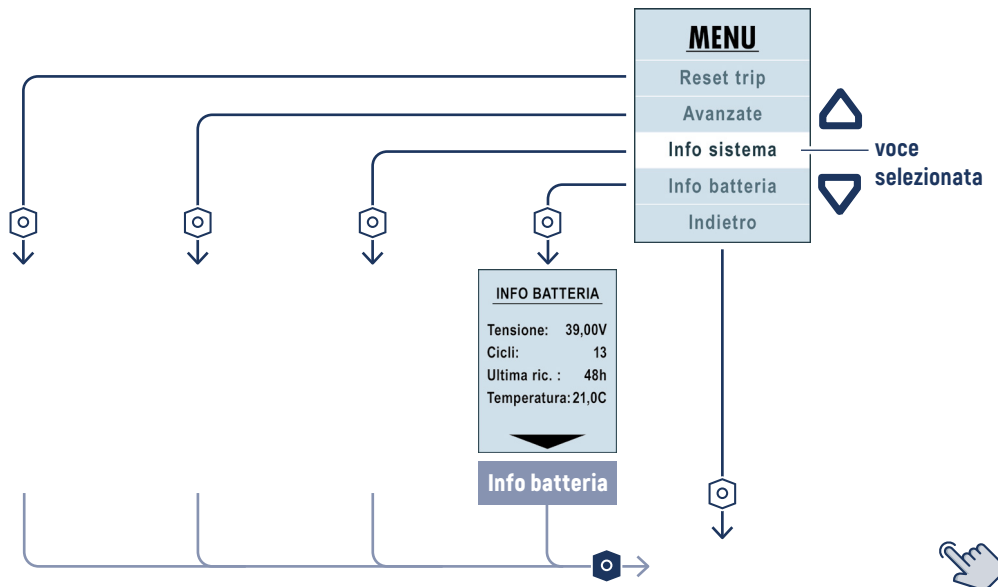 MENU
Reset trip
Avanzate
Info sistema
Info batteria
Indietro
voce
selezionata
INFO BATTERIA
Tensione: 39,00V
Cicli: 13
Ultima ric. : 48h
Temperatura: 21,0C
Info batteria